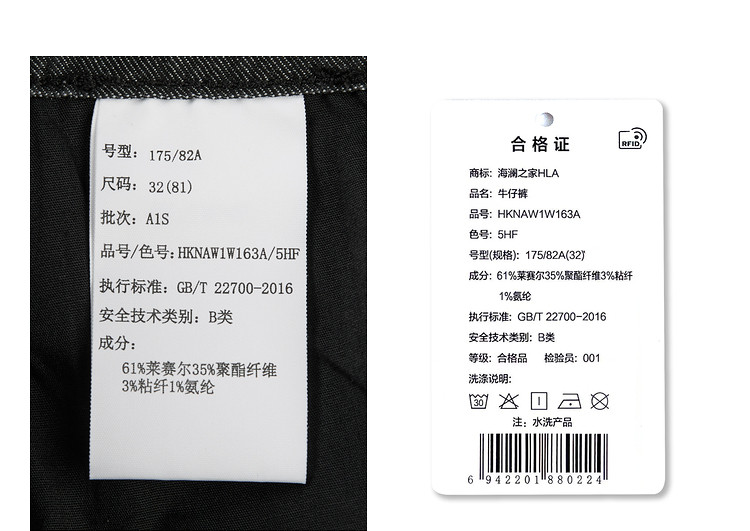 号型: 175/82A
尺码: 32(81)
批次: A1S
品号/色号:HKNAW1W163A/5HF
执行标准: GB/T 22700-2016
安全技术类别: B类
成分:
61%莱赛尔35%聚酯纤维
3%粘纤1%氨纶
合格证
RFID
商标: 海澜之家HLA
品名: 牛仔裤
品号: HKNAW1W163A
色号: 5HF
号型(规格): 175/82A(32)
成分: 61%莱赛尔35%聚酯纤维3%粘纤
1%氨纶
执行标准: GB/T 22700-2016
安全技术类别: B类
等级: 合格品 检验员: 001
洗涤说明:
30
注: 水洗产品
6 942201 880224